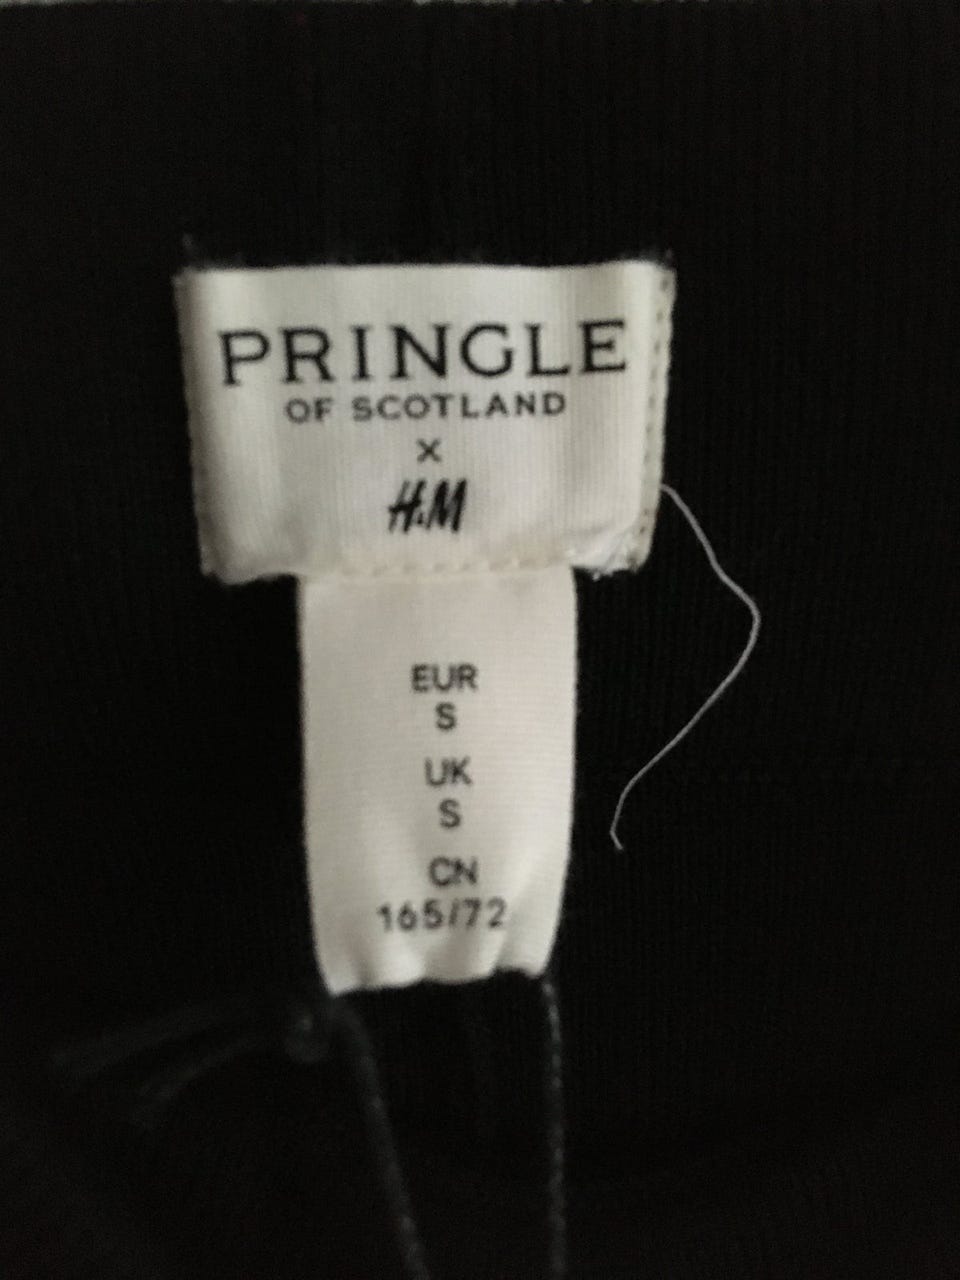 PRINGLE
OF SCOTLAND
x
H&M
EUR
S
UK
S
CN
165/72